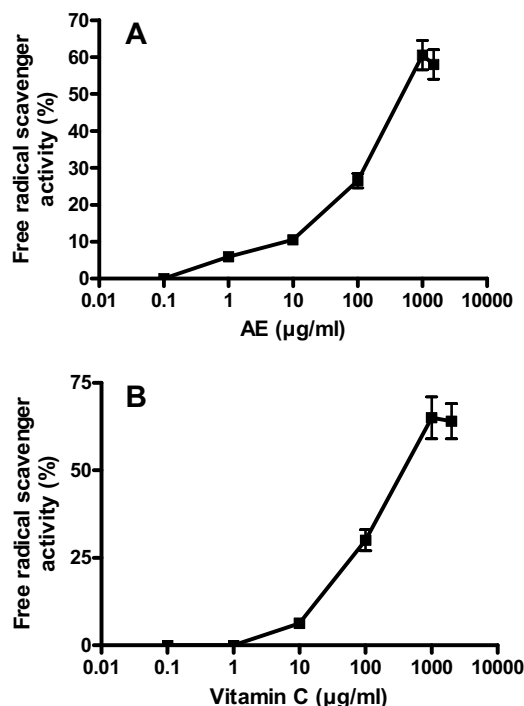 A
Free radical scavenger
activity (%)
70
60
50
40
30
20
10
0
0.01 0.1 1 10 100 1000 10000
AE (µg/ml)
B
Free radical scavenger
activity (%)
75
50
25
0
0.01 0.1 1 10 100 1000 10000
Vitamin C (µg/ml)